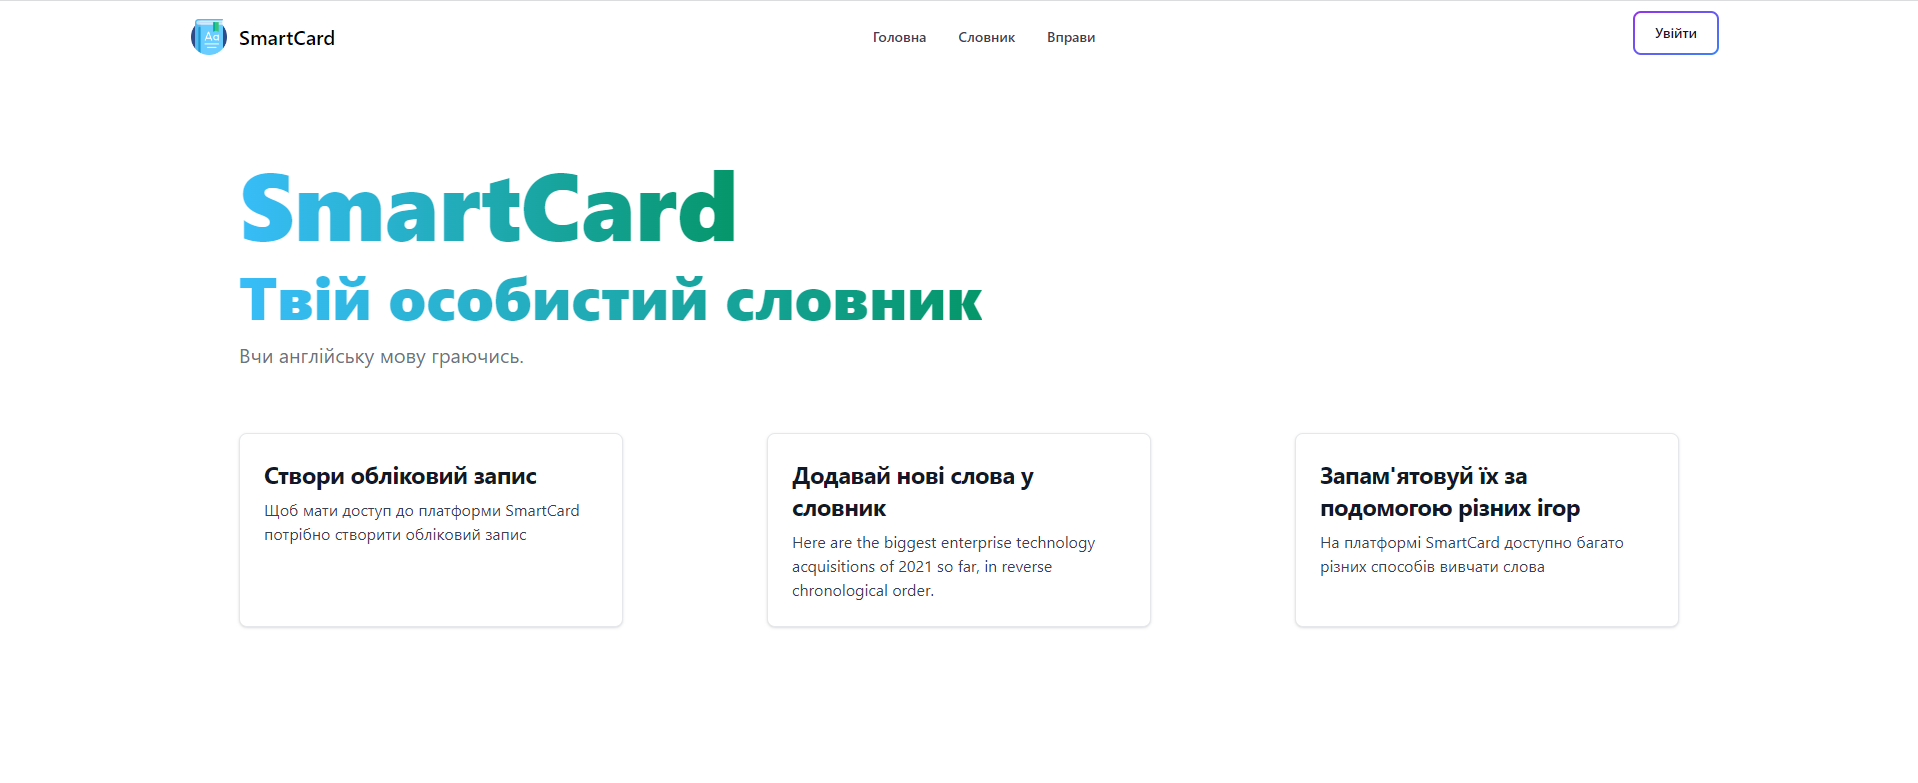 Aa
SmartCard
Головна
Словник
Вправи
Увійти
SmartCard
Твій особистий словник
Вчи англійську мову граючись.
Створи обліковий запис
Щоб мати доступ до платформи SmartCard
потрібно створити обліковий запис
Додавай нові слова у
словник
Here are the biggest enterprise technology
acquisitions of 2021 so far, in reverse
chronological order.
Запам'ятовуй їх за
подомогою різних ігор
На платформі SmartCard доступно багато
різних способів вивчати слова